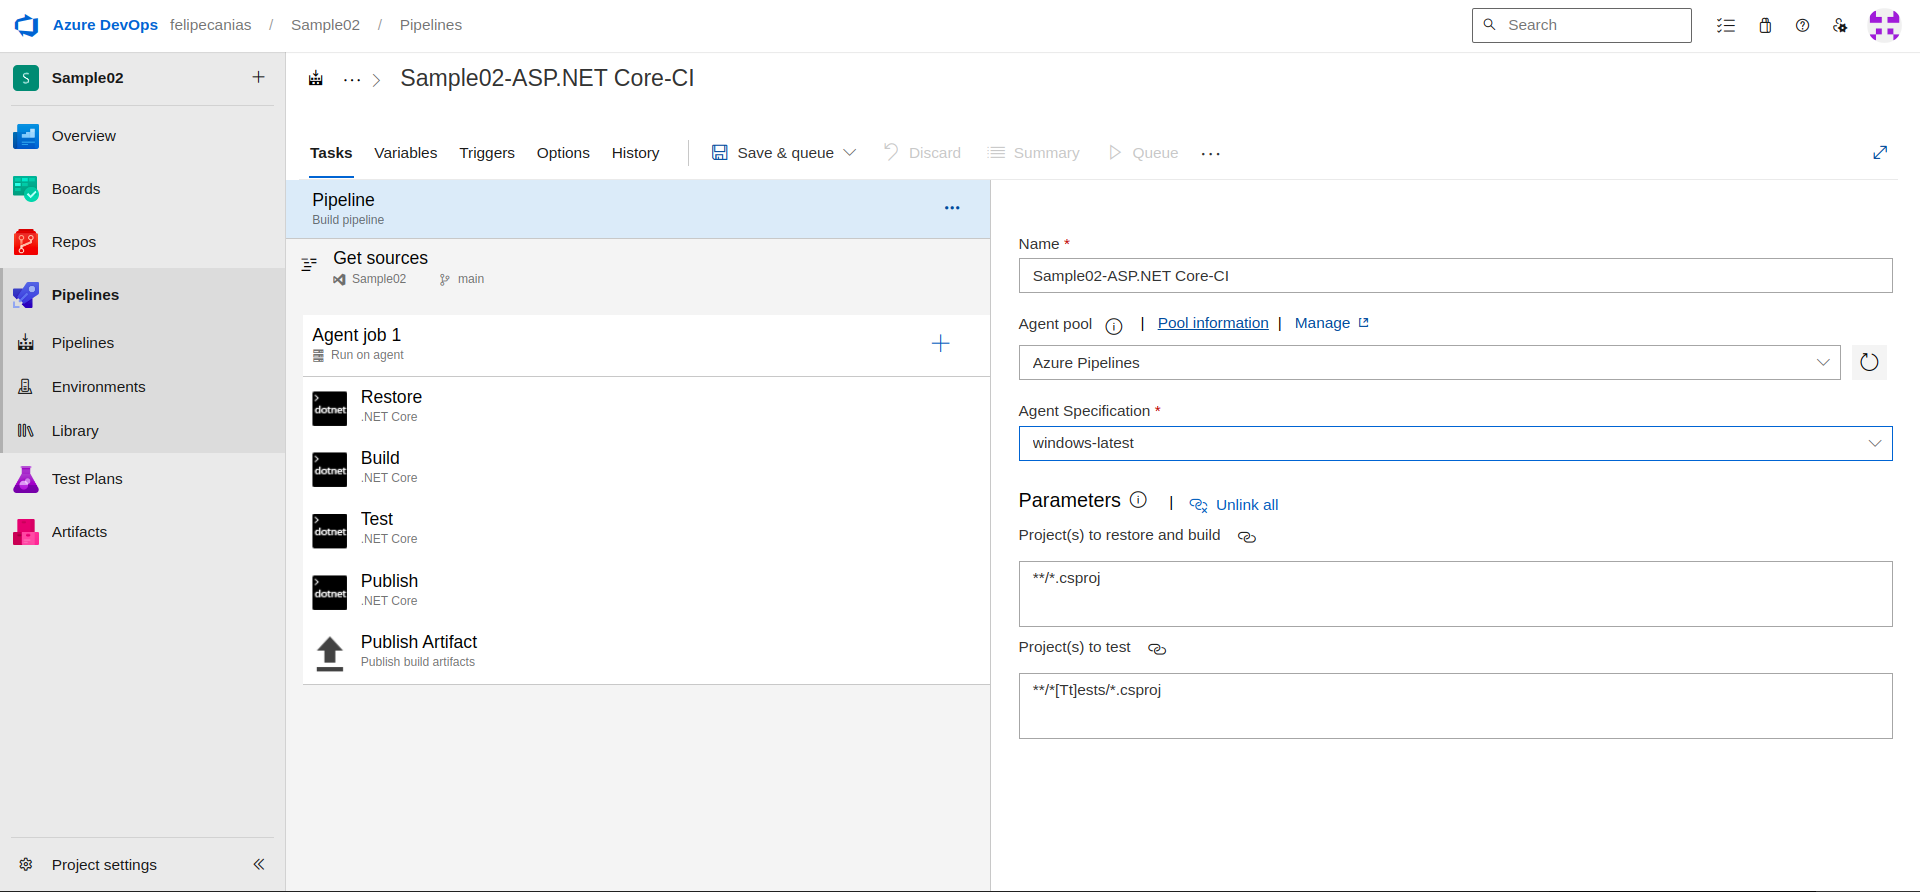 Azure DevOps felipecanias / Sample02 / Pipelines
Search
S Sample02
Overview
Boards
Repos
Pipelines
Pipelines
Environments
Library
Test Plans
Artifacts
Project settings
... Sample02-ASP.NET Core-CI
Tasks Variables Triggers Options History Save & queue Discard Summary Queue ...
Pipeline
Build pipeline
Get sources
Sample02 main
Agent job 1
Run on agent
dotnet Restore
.NET Core
dotnet Build
.NET Core
dotnet Test
.NET Core
dotnet Publish
.NET Core
Publish Artifact
Publish build artifacts
Name *
Sample02-ASP.NET Core-CI
Agent pool | Pool information | Manage
Azure Pipelines
Agent Specification *
windows-latest
Parameters | Unlink all
Project(s) to restore and build
**/*.csproj
Project(s) to test
**/*[Tt]ests/*.csproj